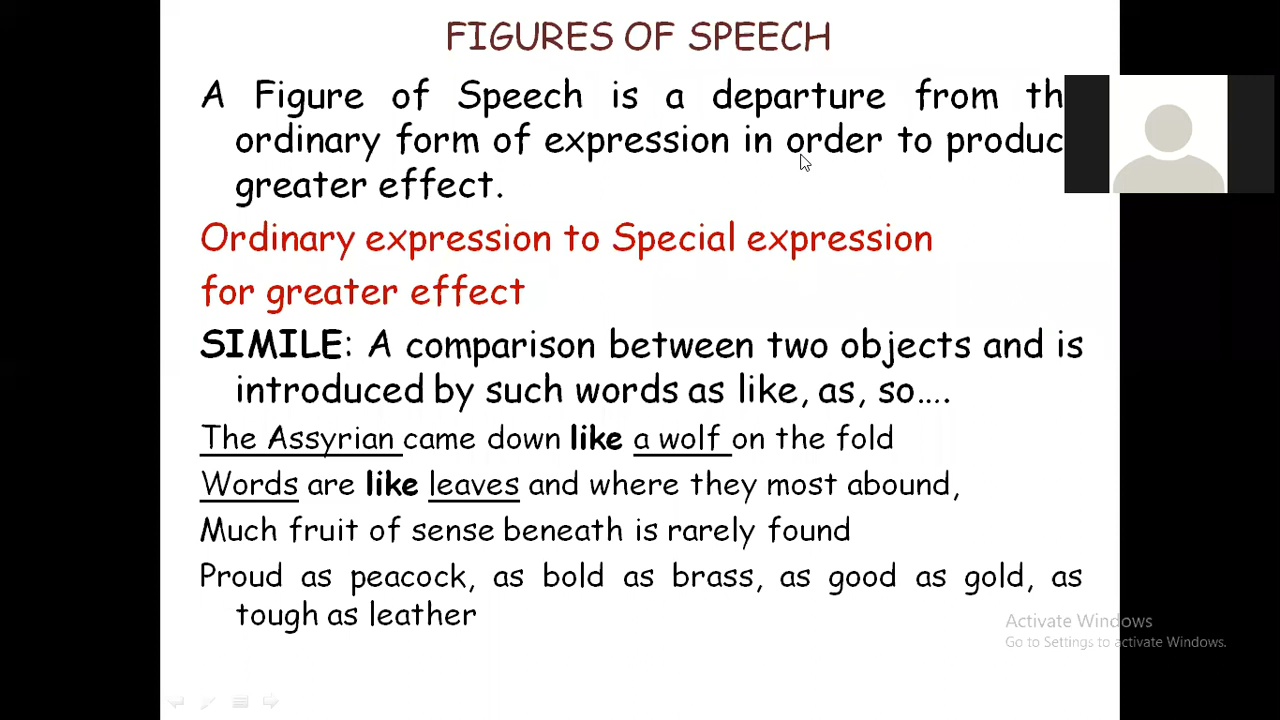 FIGURES OF SPEECH
A Figure of Speech is a departure from th
ordinary form of expression in order to produc
greater effect.
Ordinary expression to Special expression
for greater effect
SIMILE: A comparison between two objects and is
introduced by such words as like, as, so....
The Assyrian came down like a wolf on the fold
Words are like leaves and where they most abound,
Much fruit of sense beneath is rarely found
Proud as peacock, as bold as brass, as good as gold, as
tough as leather
Activate Windows
Go to Settings to activate Windows.